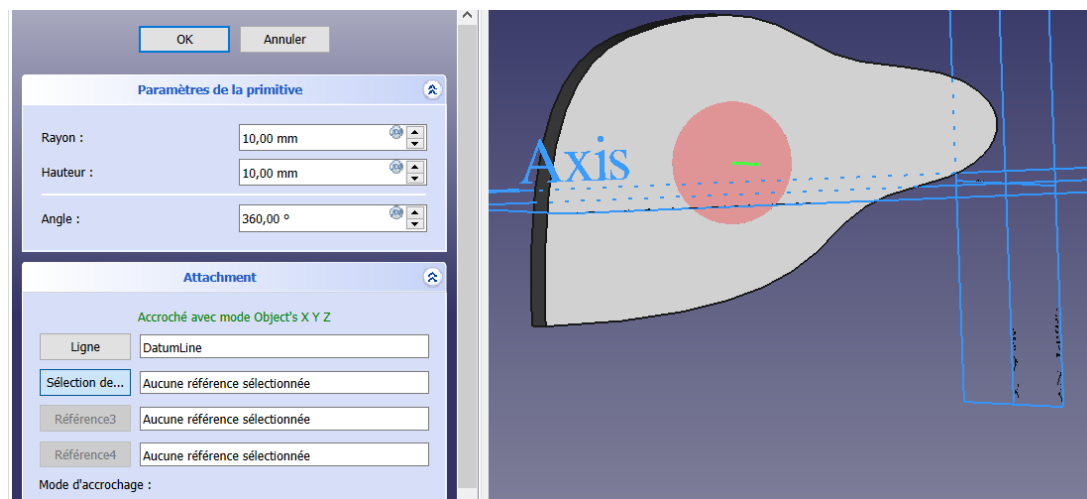 OK Annuler
Paramètres de la primitive
Rayon : 10,00 mm
Hauteur : 10,00 mm
Angle : 360,00 °
Attachment
Accroché avec mode Object's X Y Z
Ligne DatumLine
Sélection de... Aucune référence sélectionnée
Référence3 Aucune référence sélectionnée
Référence4 Aucune référence sélectionnée
Mode d'accrochage :
Axis